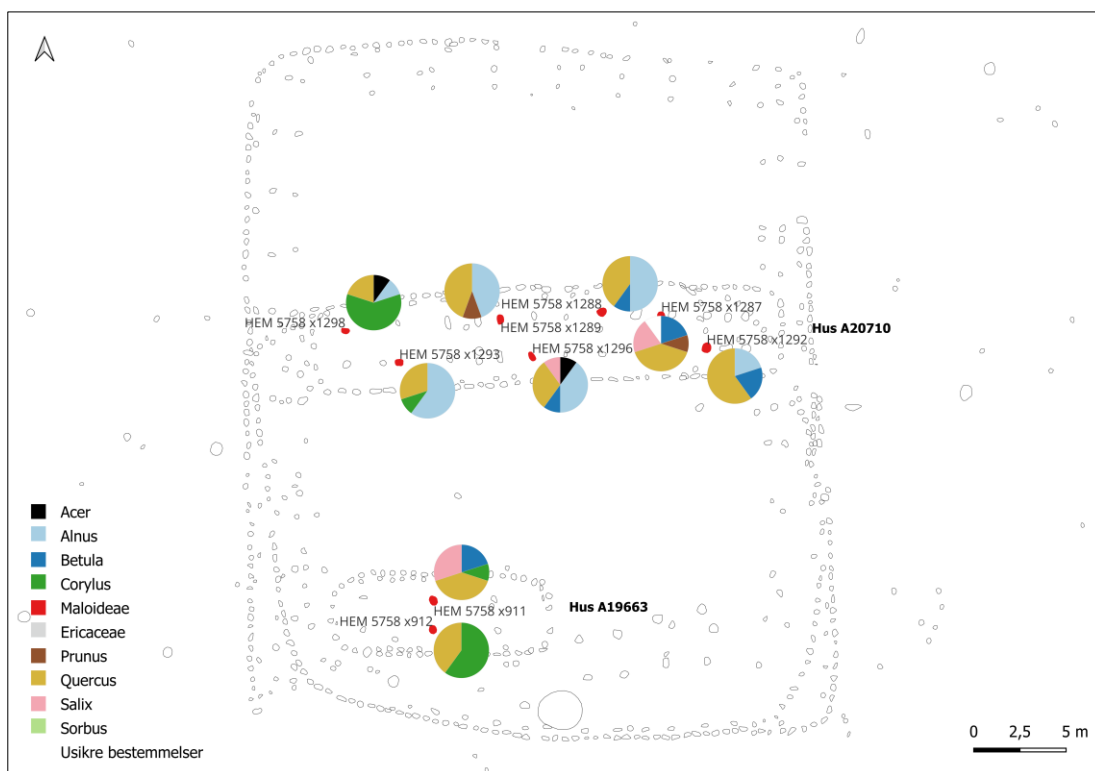 HEM 5758 x1288
HEM 5758 x1287
HEM 5758 x1298
HEM 5758 x1289
HEM 5758 x1292
Hus A20710
HEM 5758 x1293
HEM 5758 x1296
Acer
Alnus
Betula
Corylus
Maloideae
Ericaceae
Prunus
Quercus
Salix
Sorbus
Usikre bestemmelser
HEM 5758 x911
HEM 5758 x912
Hus A19663
0 2,5 5 m